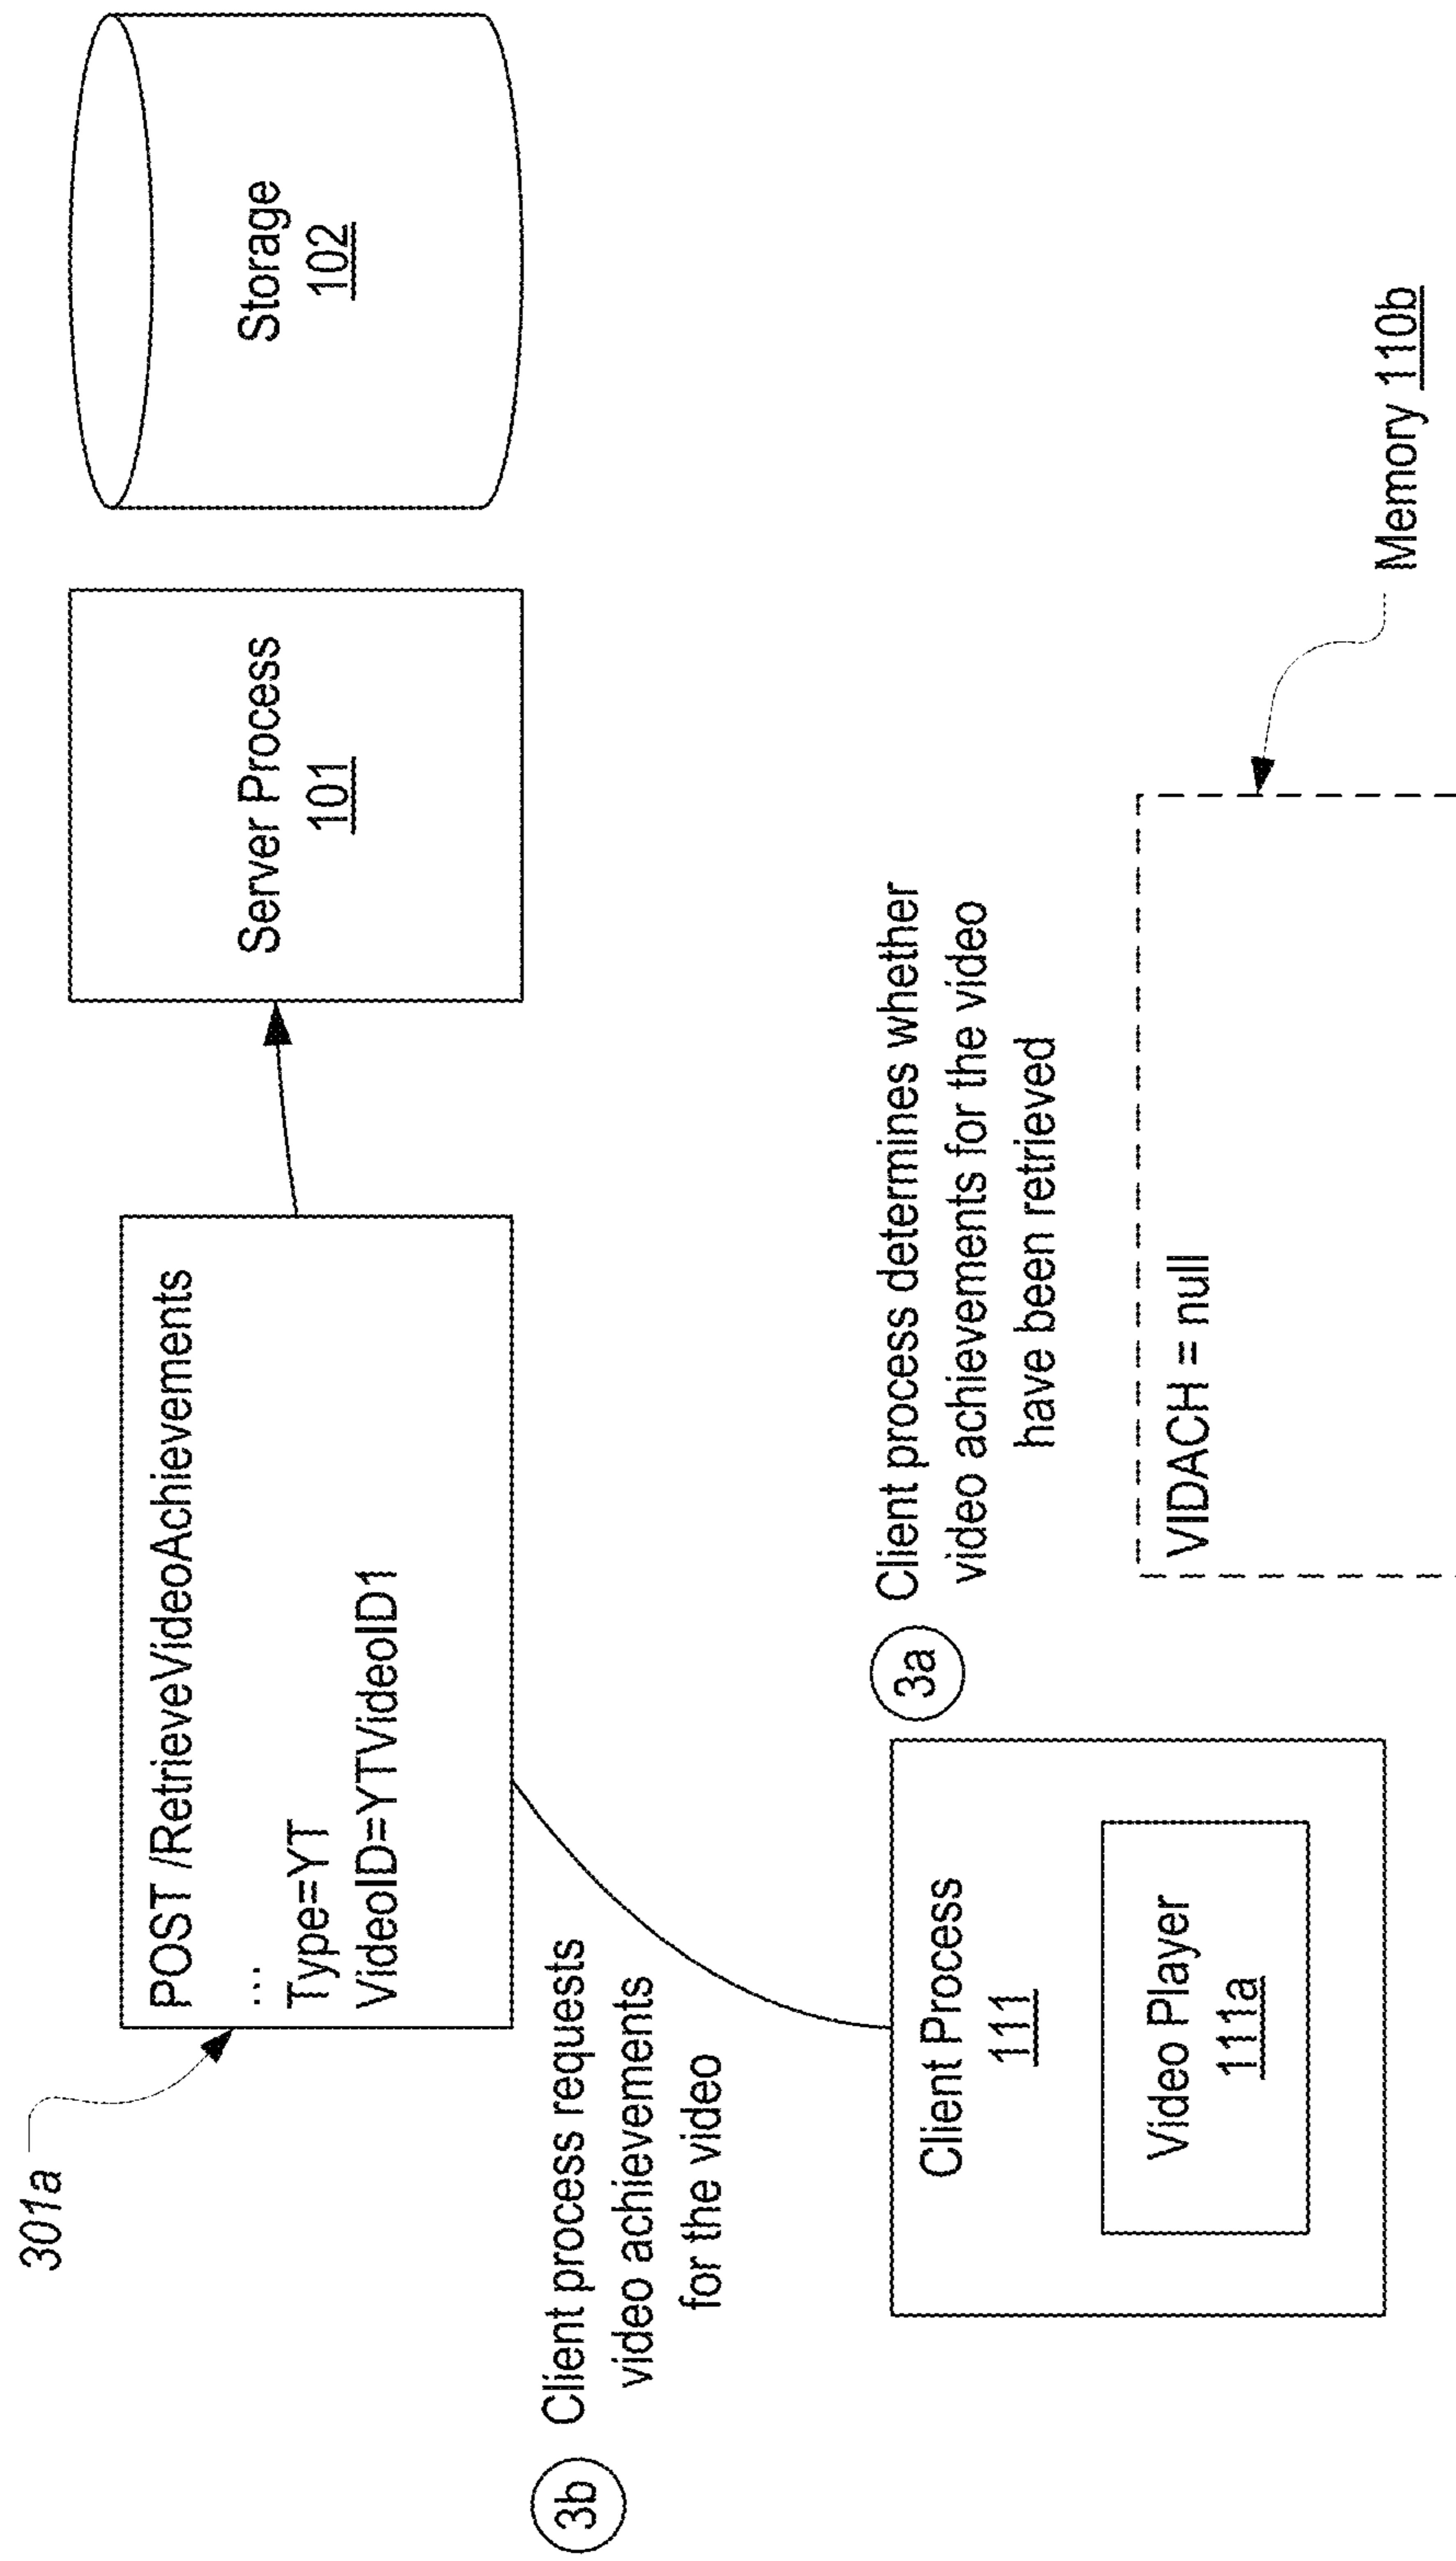 301a
POST /RetrieveVideoAchievements
...
Type=YT
VideoID=YTVideoID1
Server Process
101
Storage
102
3b
Client process requests
video achievements
for the video
Client Process
111
Video Player
111a
3a
Client process determines whether
video achievements for the video
have been retrieved
VIDACH = null
Memory 110b